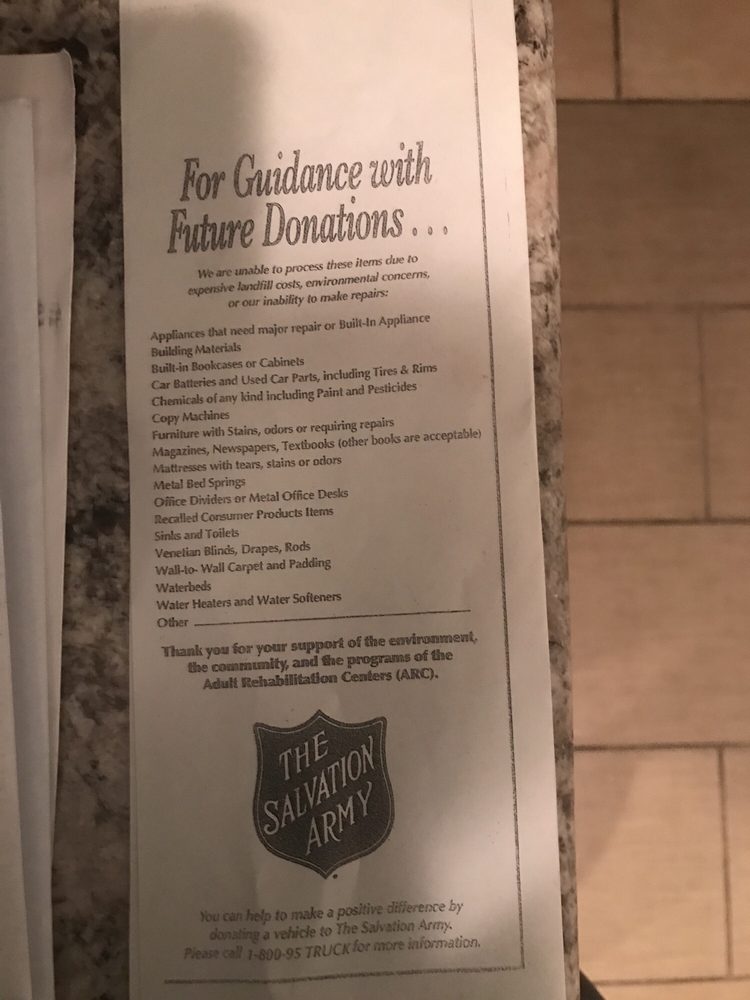 For Guidance with
Future Donations . . .
We are unable to process these items due to
expensive landfill costs, environmental concerns,
or our inability to make repairs:
Appliances that need major repair or Built-In Appliance
Building Materials
Built-in Bookcases or Cabinets
Car Batteries and Used Car Parts, including Tires & Rims
Chemicals of any kind including Paint and Pesticides
Copy Machines
Furniture with Stains, odors or requiring repairs
Magazines, Newspapers, Textbooks (other books are acceptable)
Mattresses with tears, stains or odors
Metal Bed Springs
Office Dividers or Metal Office Desks
Recalled Consumer Products Items
Sinks and Toilets
Venetian Blinds, Drapes, Rods
Wall-to- Wall Carpet and Padding
Waterbeds
Water Heaters and Water Softeners
Other
Thank you for your support of the environment,
the community, and the programs of the
Adult Rehabilitation Centers (ARC).
THE
SALVATION
ARMY
You can help to make a positive difference by
donating a vehicle to The Salvation Army.
Please call 1-800-95 TRUCK for more information.